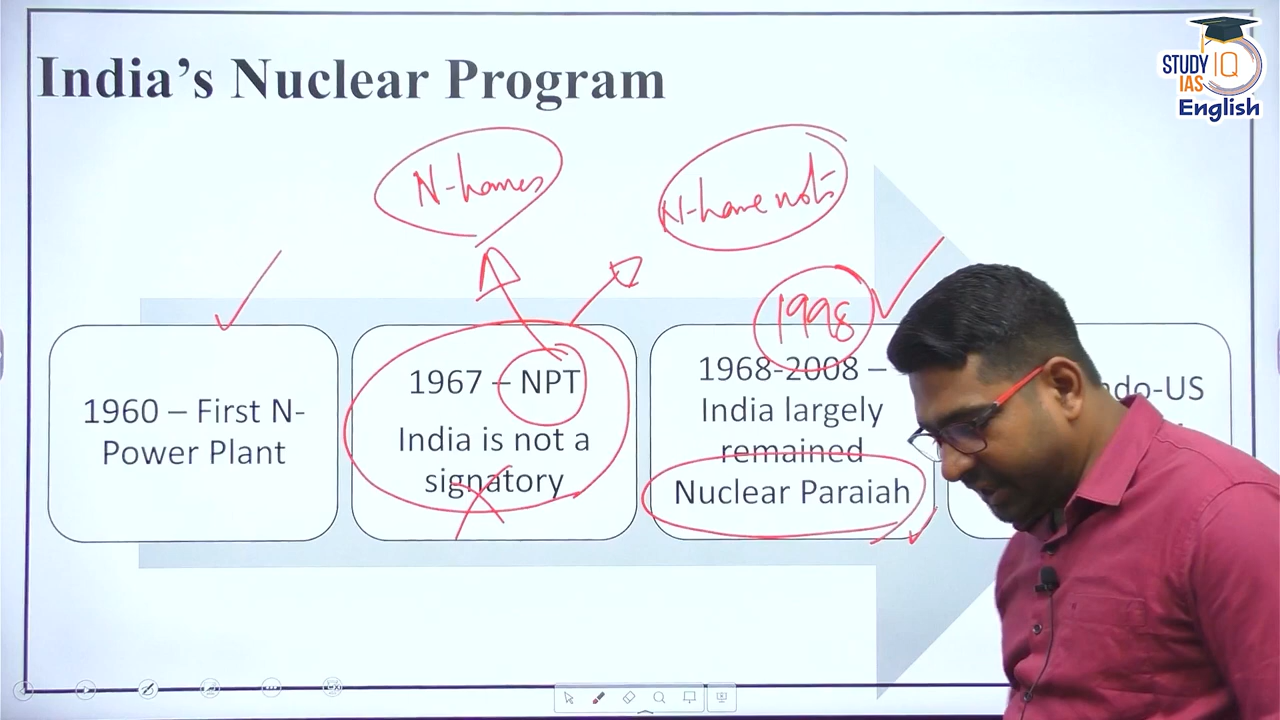 India's Nuclear Program
STUDY IQ
IAS
English
N-haves
N-have nots
1998
1960 – First N-
Power Plant
1967 – NPT
India is not a
signatory
1968-2008 –
India largely
remained
Nuclear Paraiah
ndo-US